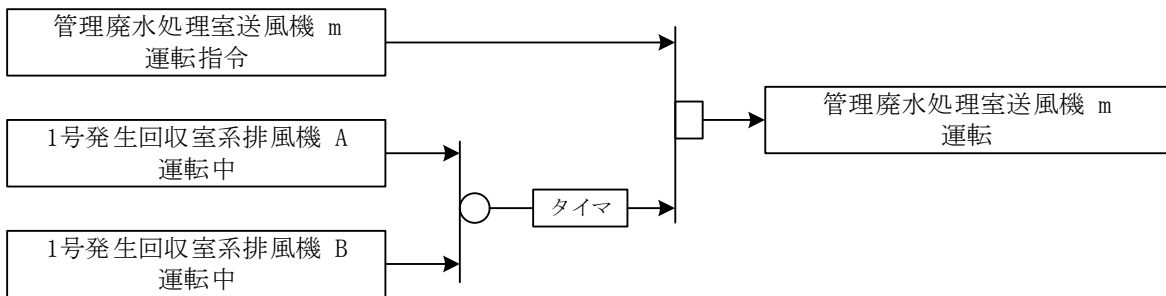 管理廃水処理室送風機 m
運転指令
1号発生回収室系排風機 A
運転中
1号発生回収室系排風機 B
運転中
タイマ
管理廃水処理室送風機 m
運転